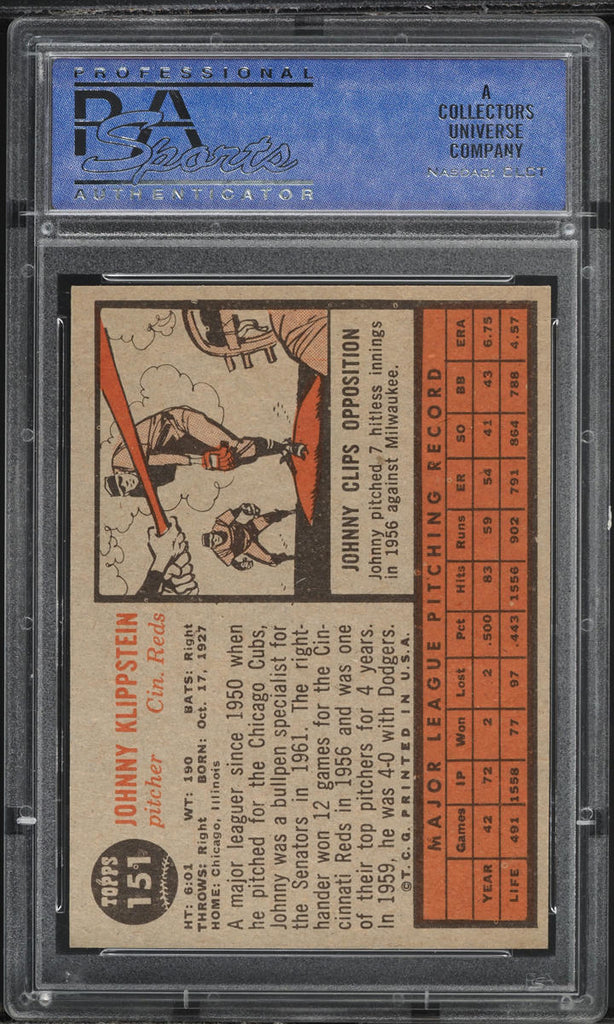 PROFESSIONAL
PSA
Sports
AUTHENTICATOR
A
COLLECTORS
UNIVERSE
COMPANY
NASDAQ: CLCT
TOPPS
151
JOHNNY KLIPPSTEIN
pitcher Cin. Reds
HT: 6:01 WT: 190 BATS: Right
THROWS: Right BORN: Oct. 17, 1927
HOME: Chicago, Illinois
A major leaguer since 1950 when
he pitched for the Chicago Cubs,
Johnny was a bullpen specialist for
the Senators in 1961. The right-
hander won 12 games for the Cin-
cinnati Reds in 1956 and was one
of their top pitchers for 4 years.
In 1959, he was 4-0 with Dodgers.
©T.C.G. PRINTED IN U.S.A.
JOHNNY CLIPS OPPOSITION
Johnny pitched 7 hitless innings
in 1956 against Milwaukee.
MAJOR LEAGUE PITCHING RECORD
Games IP Won Lost Pct Hits Runs ER SO BB ERA
YEAR 42 72 2 2 .500 83 59 54 41 43 6.75
LIFE 491 1558 77 97 .443 1556 902 791 864 788 4.57